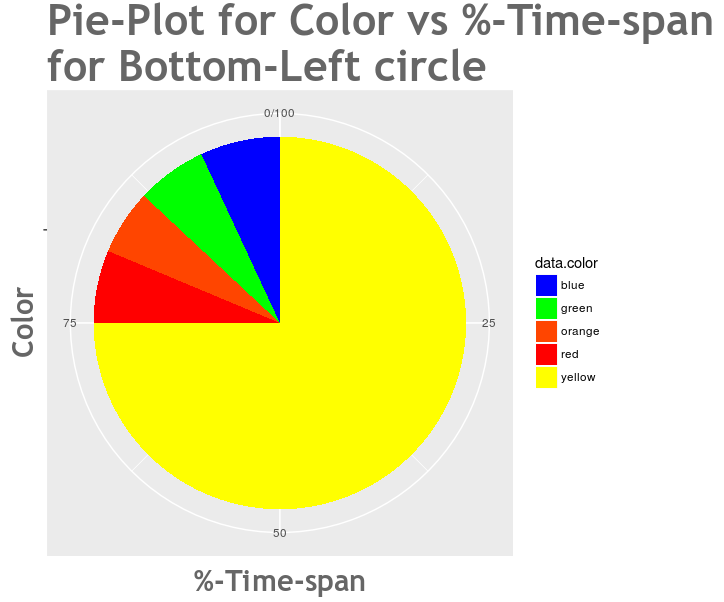 Pie-Plot for Color vs %-Time-span
for Bottom-Left circle
0/100
-
75
25
50
Color
%-Time-span
data.color
blue
green
orange
red
yellow